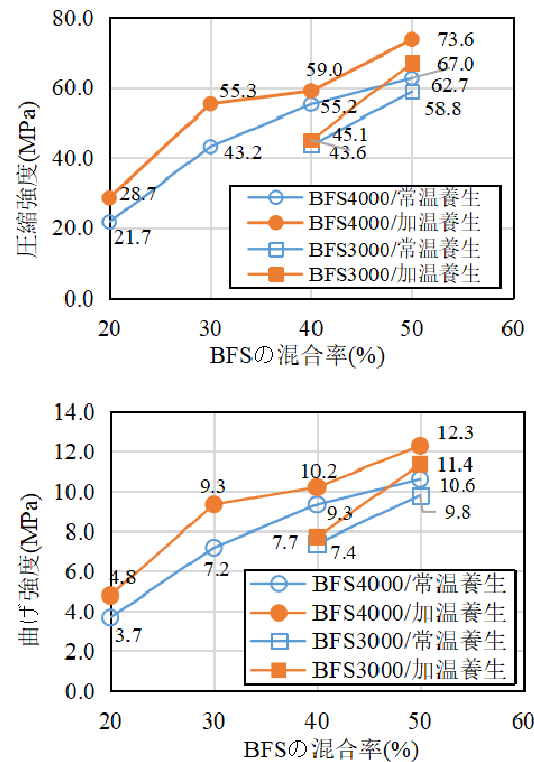 80.0
73.6
67.0
59.0
55.3
60.0
62.7
55.2
58.8
45.1
43.2
43.6
40.0
28.7
20.0
21.7
0.0
圧縮強度(MPa)
BFS4000/常温養生
BFS4000/加温養生
BFS3000/常温養生
BFS3000/加温養生
20 30 40 50 60
BFSの混合率(%)
14.0
12.3
12.0
11.4
10.2
9.3
10.6
10.0
9.3
9.8
8.0
7.7
7.4
7.2
6.0
4.8
4.0
3.7
2.0
0.0
曲げ強度(MPa)
BFS4000/常温養生
BFS4000/加温養生
BFS3000/常温養生
BFS3000/加温養生
20 30 40 50 60
BFSの混合率(%)